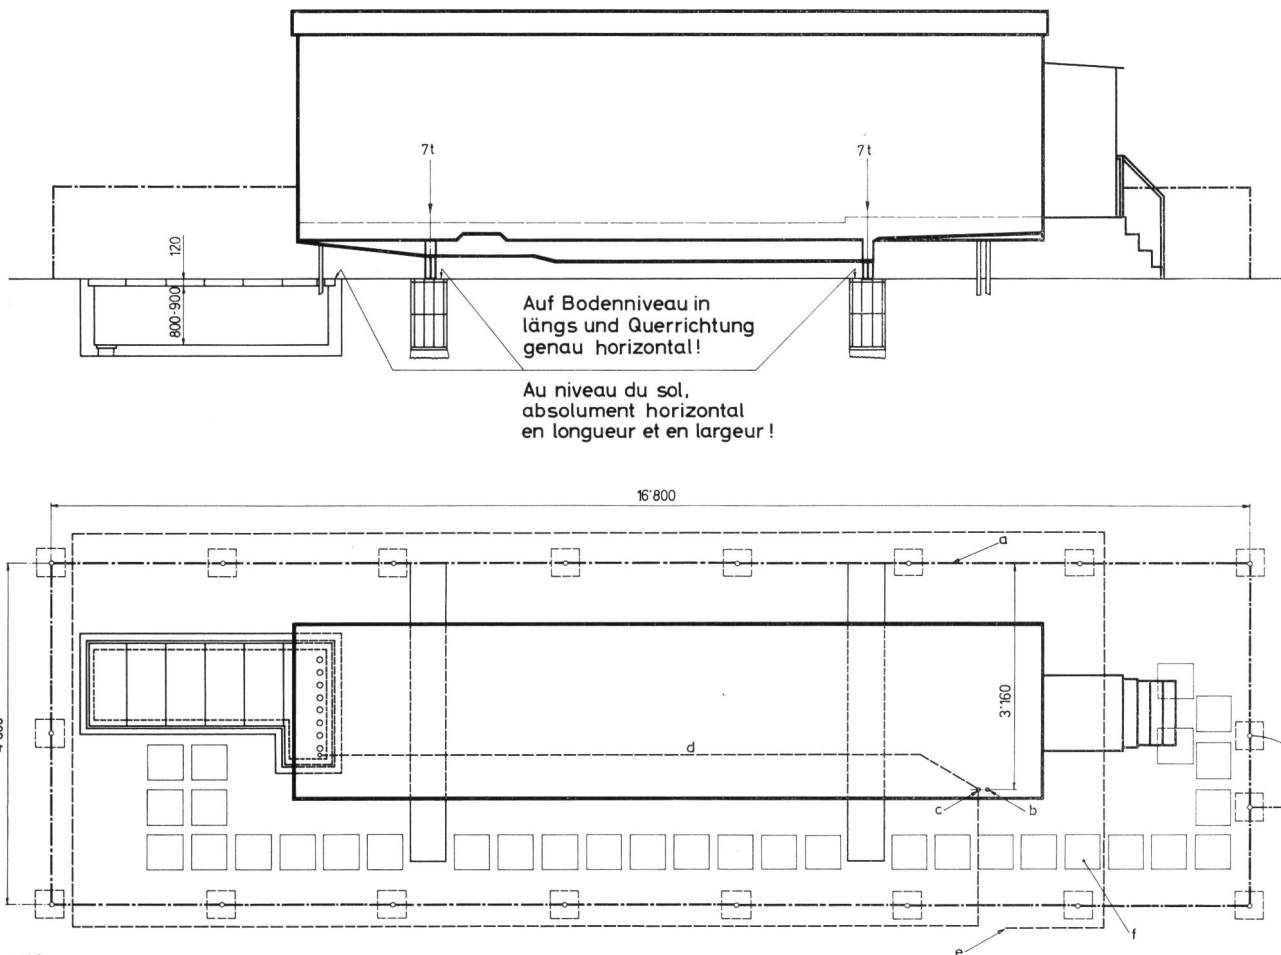 7t
7t
120
800-900
Auf Bodenniveau in
längs und Querrichtung
genau horizontal!
Au niveau du sol,
absolument horizontal
en longueur et en largeur!
16'800
a
3'160
d
c
b
f
e